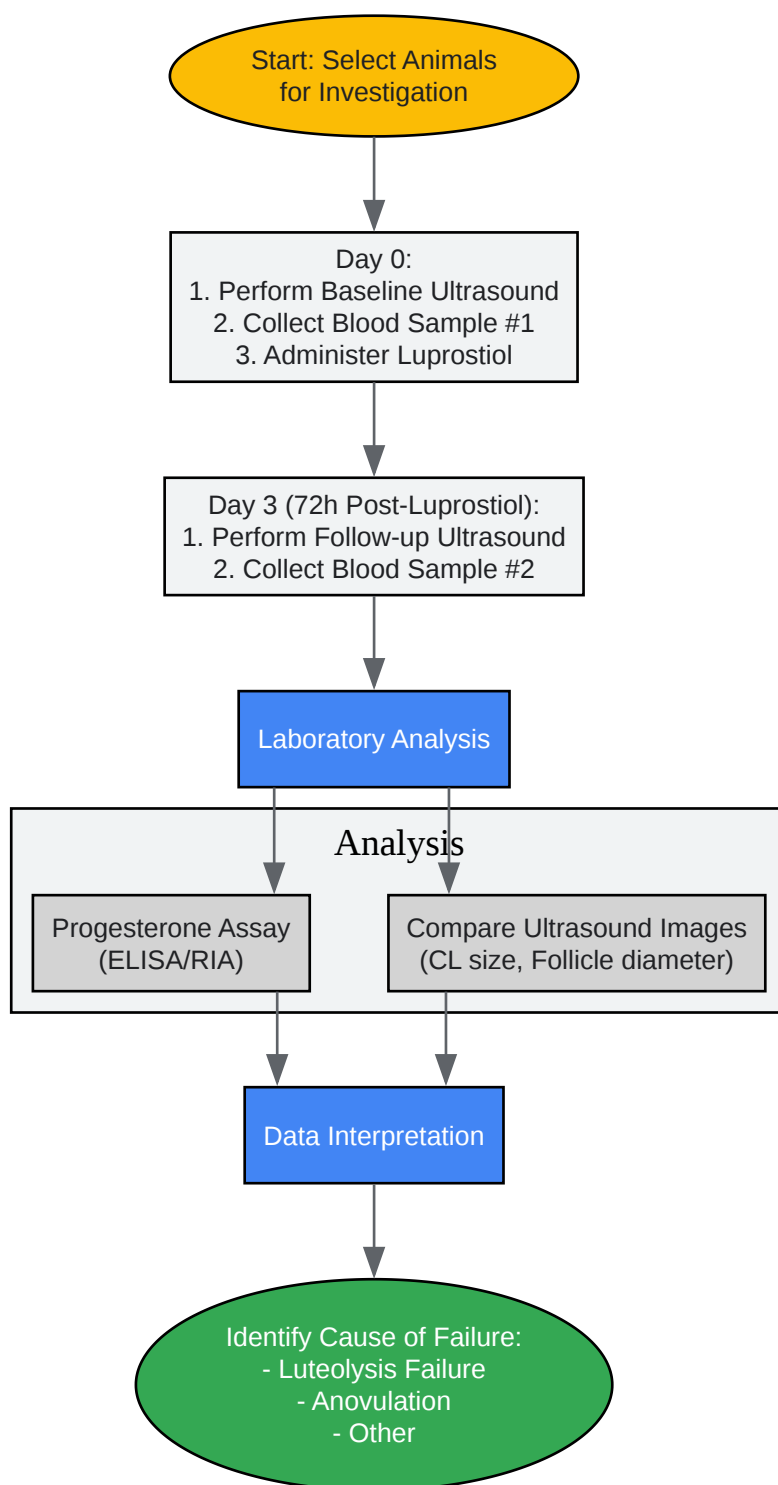 Start: Select Animals
for Investigation
Day 0:
1. Perform Baseline Ultrasound
2. Collect Blood Sample #1
3. Administer Luprostiol
Day 3 (72h Post-Luprostiol):
1. Perform Follow-up Ultrasound
2. Collect Blood Sample #2
Laboratory Analysis
Analysis
Progesterone Assay
(ELISA/RIA)
Compare Ultrasound Images
(CL size, Follicle diameter)
Data Interpretation
Identify Cause of Failure:
- Luteolysis Failure
- Anovulation
- Other